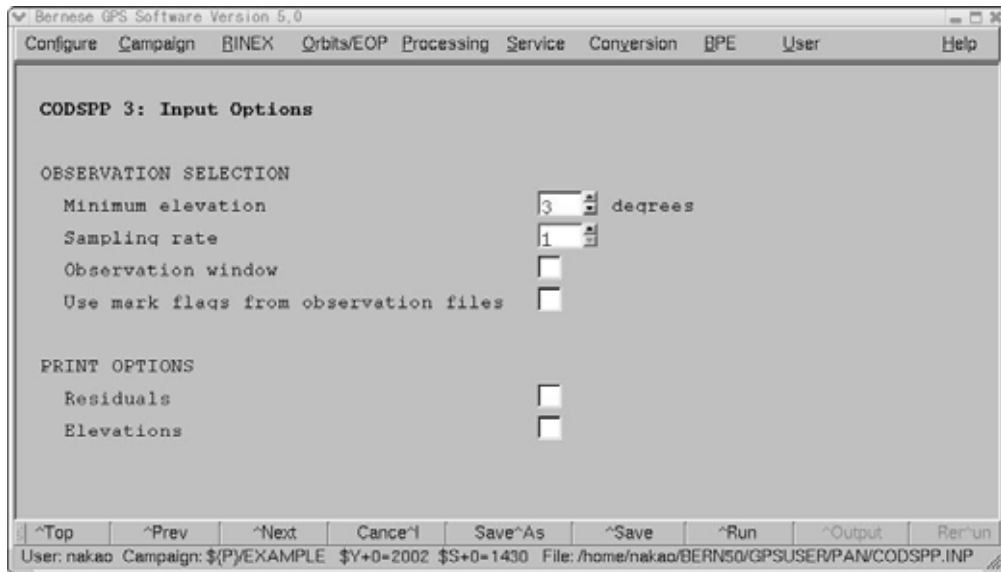 Bernese GPS Software Version 5.0
Configure Campaign RINEX Orbits/EOP Processing Service Conversion BPE User Help
CODSPP 3: Input Options
OBSERVATION SELECTION
Minimum elevation 3 degrees
Sampling rate 1
Observation window
Use mark flags from observation files
PRINT OPTIONS
Residuals
Elevations
^Top ^Prev ^Next Cance^l Save^As ^Save ^Run ^Output Rer^un
User: nakao Campaign: ${P}/EXAMPLE $Y+0=2002 $S+0=1430 File: /home/nakao/BERN50/GPSUSER/PAN/CODSPP.INP